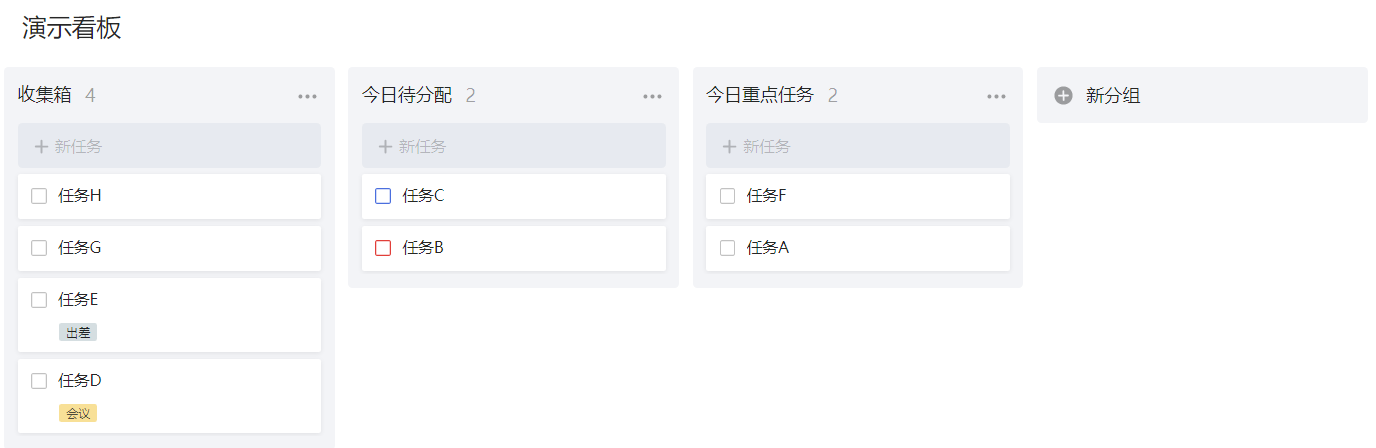 演示看板
收集箱 4
新任务
任务H
任务G
任务E
出差
任务D
会议
今日待分配 2
新任务
任务C
任务B
今日重点任务 2
新任务
任务F
任务A
新分组